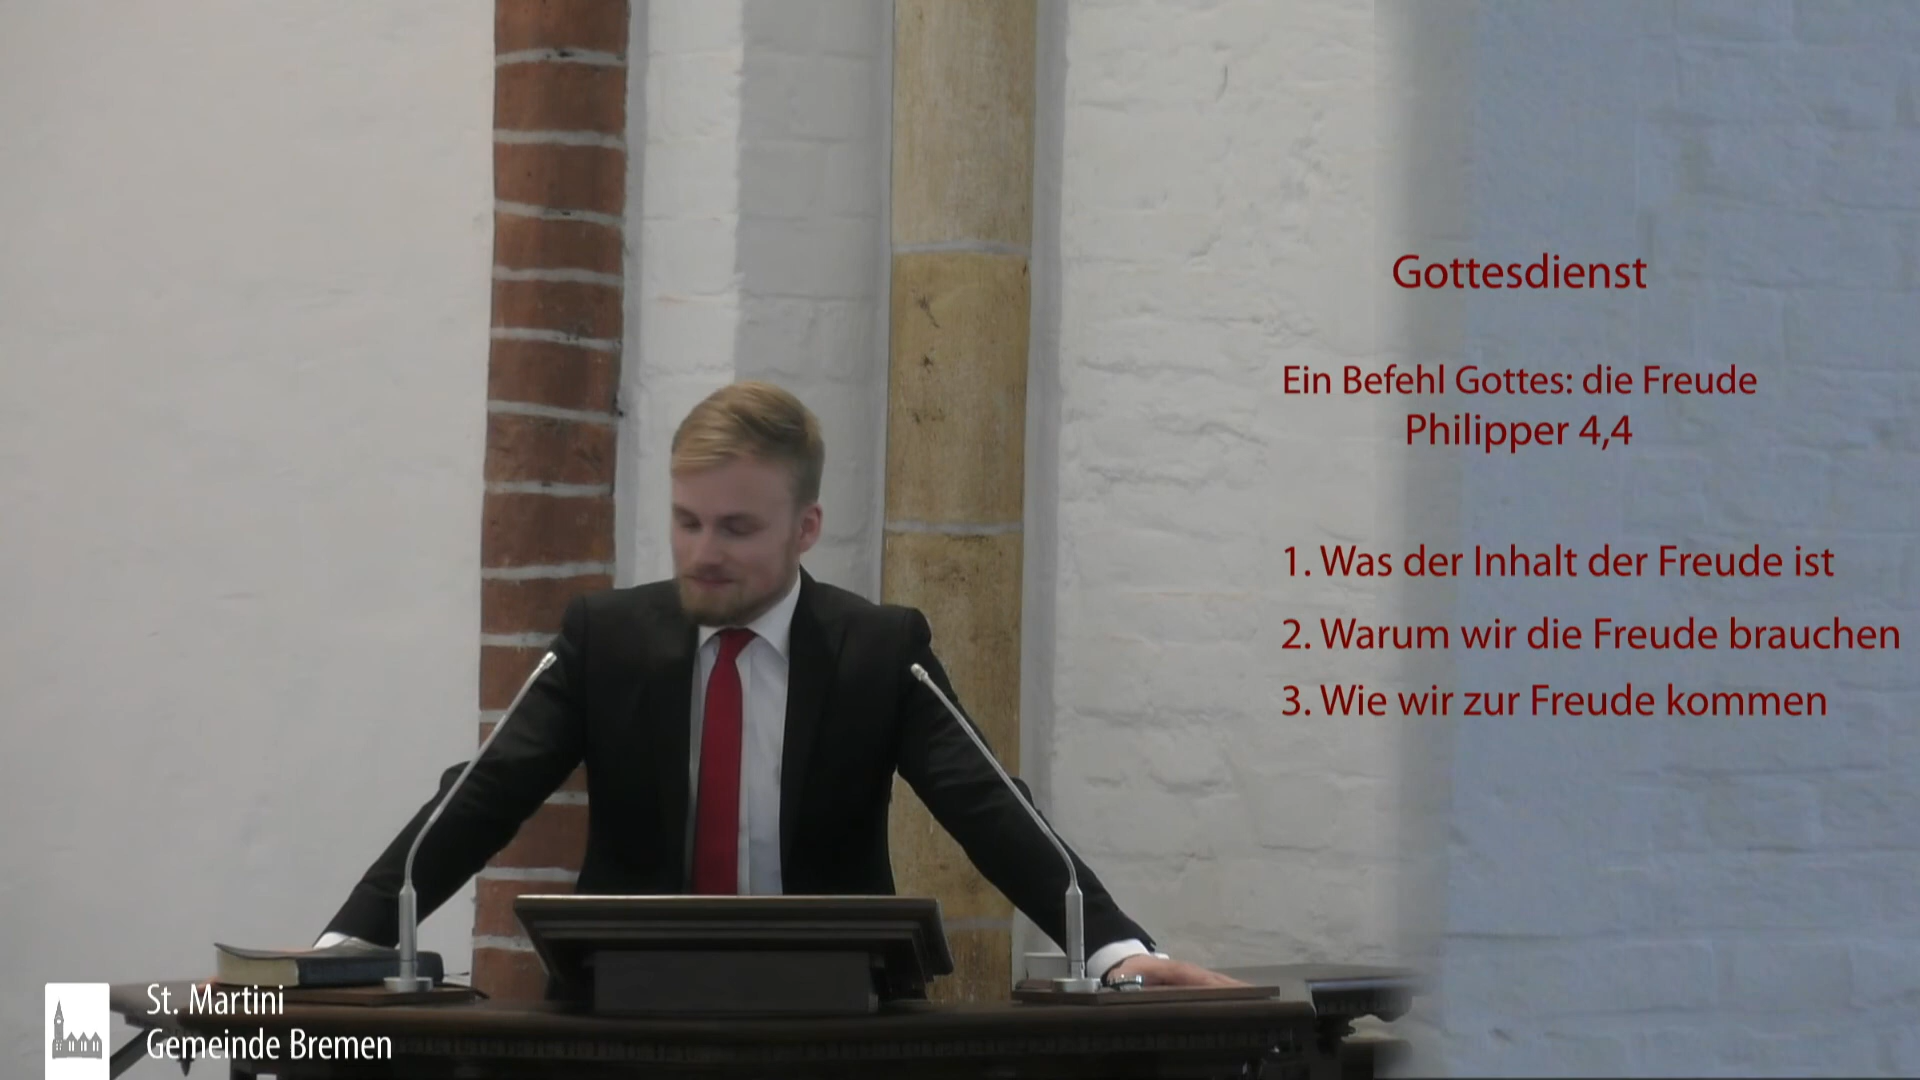 Gottesdienst
Ein Befehl Gottes: die Freude
Philipper 4,4
1. Was der Inhalt der Freude ist
2. Warum wir die Freude brauchen
3. Wie wir zur Freude kommen
St. Martini
Gemeinde Bremen